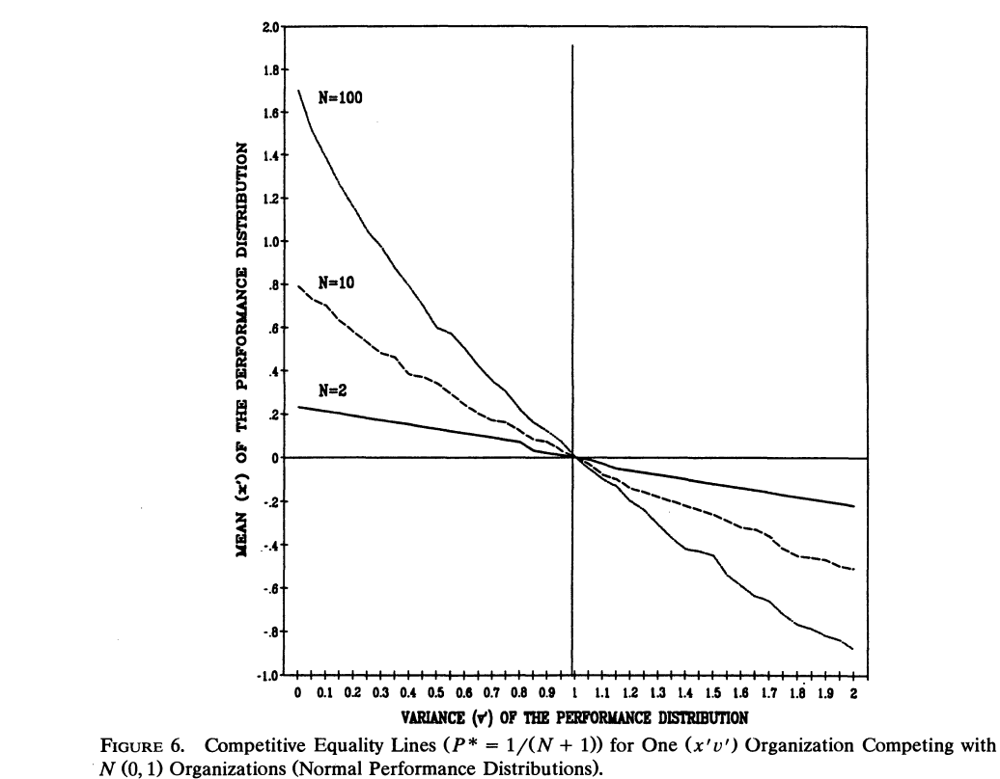 2.0
1.8
1.6
1.4
1.2
1.0
.8
.6
.4
.2
0
-.2
-.4
-.6
-.8
-1.0
MEAN (x') OF THE PERFORMANCE DISTRIBUTION
N=100
N=10
N=2
0 0.1 0.2 0.3 0.4 0.5 0.6 0.7 0.8 0.9 1 1.1 1.2 1.3 1.4 1.5 1.6 1.7 1.8 1.9 2
VARIANCE (v') OF THE PERFORMANCE DISTRIBUTION
FIGURE 6. Competitive Equality Lines (P* = 1/(N + 1)) for One (x'v') Organization Competing with
N (0, 1) Organizations (Normal Performance Distributions).